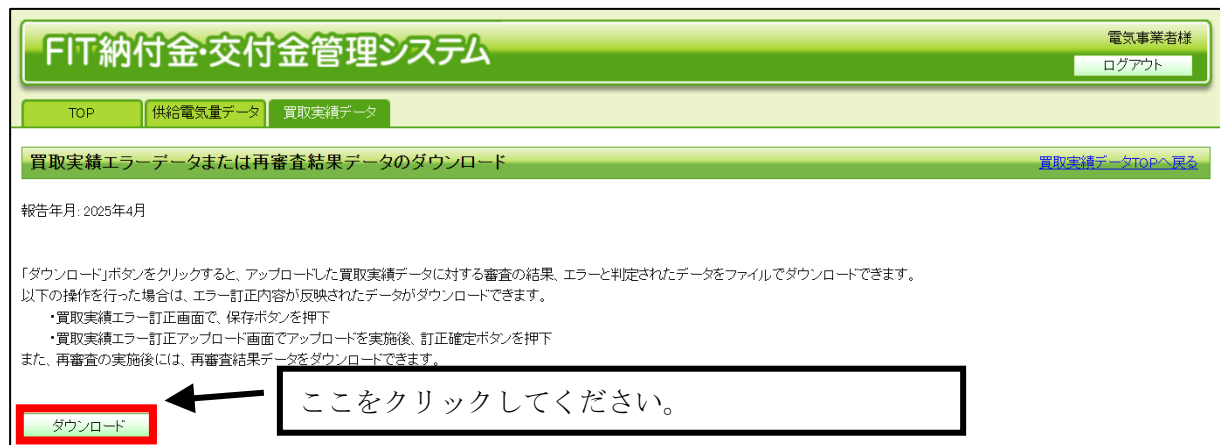 FIT納付金・交付金管理システム
電気事業者様
ログアウト
TOP
供給電気量データ
買取実績データ
買取実績エラーデータまたは再審査結果データのダウンロード
買取実績データTOPへ戻る
報告年月: 2025年4月
「ダウンロード」ボタンをクリックすると、アップロードした買取実績データに対する審査の結果、エラーと判定されたデータをファイルでダウンロードできます。
以下の操作を行った場合は、エラー訂正内容が反映されたデータがダウンロードできます。
・買取実績エラー訂正画面で、保存ボタンを押下
・買取実績エラー訂正アップロード画面でアップロードを実施後、訂正確定ボタンを押下
また、再審査の実施後には、再審査結果データをダウンロードできます。
ここをクリックしてください。
ダウンロード